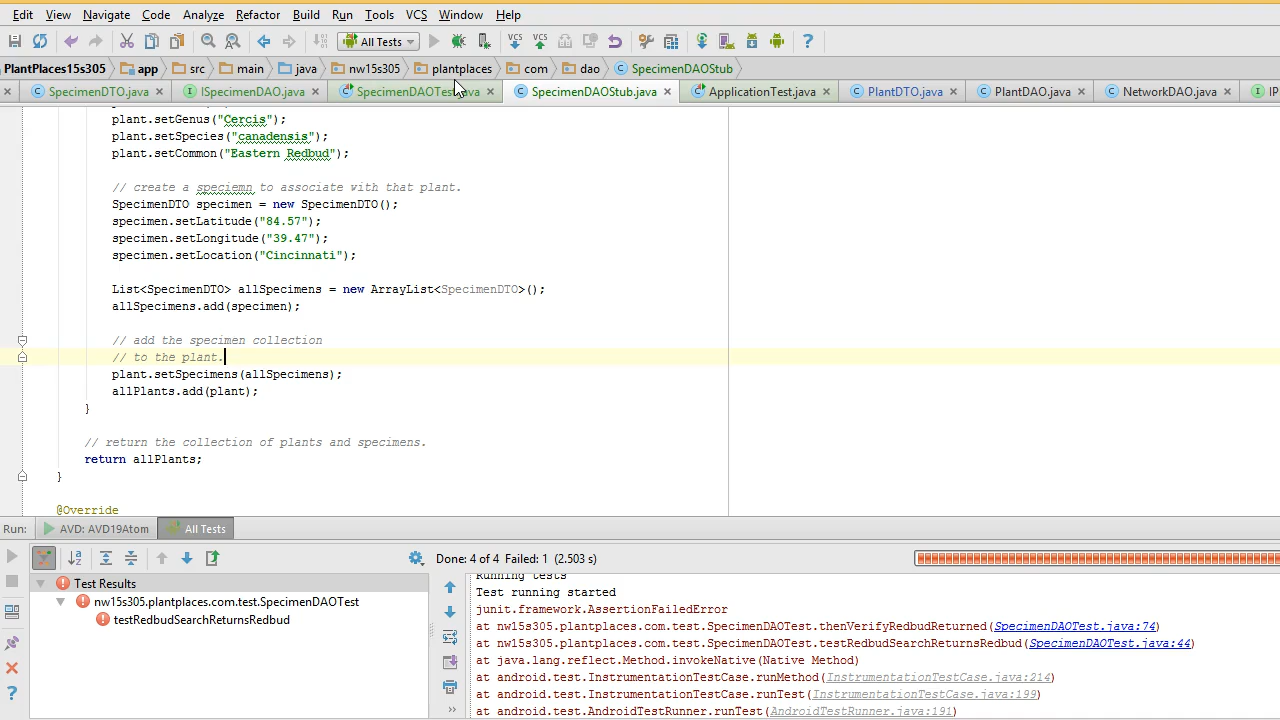 Edit View Navigate Code Analyze Refactor Build Run Tools VCS Window Help
All Tests VCS VCS ?
PlantPlaces15s305 app src main java nw15s305 plantplaces com dao SpecimenDAOStub
SpecimenDTO.java ISpecimenDAO.java SpecimenDAOTest.java SpecimenDAOStub.java ApplicationTest.java PlantDTO.java PlantDAO.java NetworkDAO.java IP
plant.setGenus("Cercis");
plant.setSpecies("canadensis");
plant.setCommon("Eastern Redbud");
// create a speciemn to associate with that plant.
SpecimenDTO specimen = new SpecimenDTO();
specimen.setLatitude("84.57");
specimen.setLongitude("39.47");
specimen.setLocation("Cincinnati");
List<SpecimenDTO> allSpecimens = new ArrayList<SpecimenDTO>();
allSpecimens.add(specimen);
// add the specimen collection
// to the plant.
plant.setSpecimens(allSpecimens);
allPlants.add(plant);
}
// return the collection of plants and specimens.
return allPlants;
}
@Override
Run: AVD: AVD19Atom All Tests
Done: 4 of 4 Failed: 1 (2.503 s)
Test Results
nw15s305.plantplaces.com.test.SpecimenDAOTest
testRedbudSearchReturnsRedbud
Running tests
Test running started
junit.framework.AssertionFailedError
at nw15s305.plantplaces.com.test.SpecimenDAOTest.thenVerifyRedbudReturned(SpecimenDAOTest.java:74)
at nw15s305.plantplaces.com.test.SpecimenDAOTest.testRedbudSearchReturnsRedbud(SpecimenDAOTest.java:44)
at java.lang.reflect.Method.invokeNative(Native Method)
at android.test.InstrumentationTestCase.runMethod(InstrumentationTestCase.java:214)
at android.test.InstrumentationTestCase.runTest(InstrumentationTestCase.java:199)
at android.test.AndroidTestRunner.runTest(AndroidTestRunner.java:191)